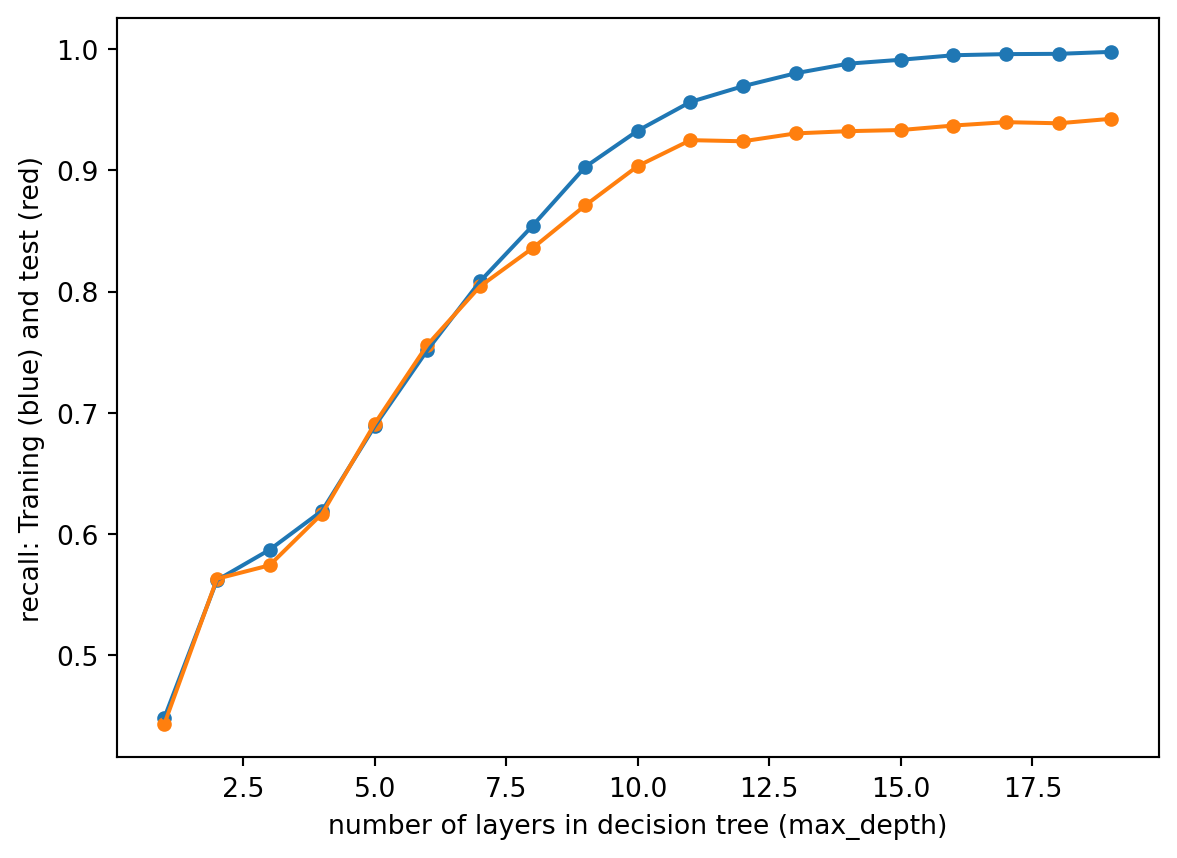 1.0
0.9
0.8
0.7
0.6
0.5
recall: Traning (blue) and test (red)
2.5 5.0 7.5 10.0 12.5 15.0 17.5
number of layers in decision tree (max_depth)